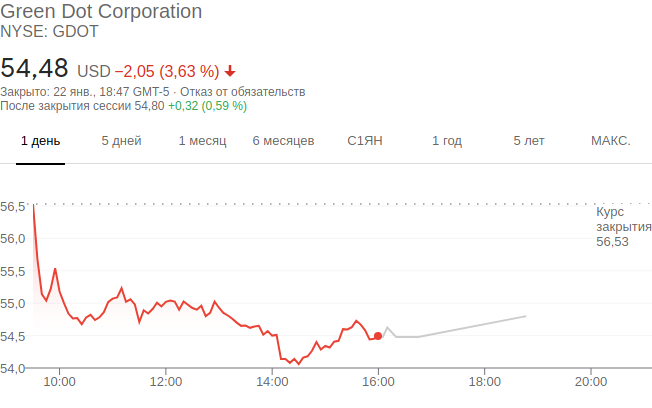 Green Dot Corporation
NYSE: GDOT
54,48 USD −2,05 (3,63 %)
Закрыто: 22 янв., 18:47 GMT-5 · Отказ от обязательств
После закрытия сессии 54,80 +0,32 (0,59 %)
1 день 5 дней 1 месяц 6 месяцев С1ЯН 1 год 5 лет МАКС.
56,5
56,0
55,5
55,0
54,5
54,0
Курс
закрытия
56,53
10:00 12:00 14:00 16:00 18:00 20:00